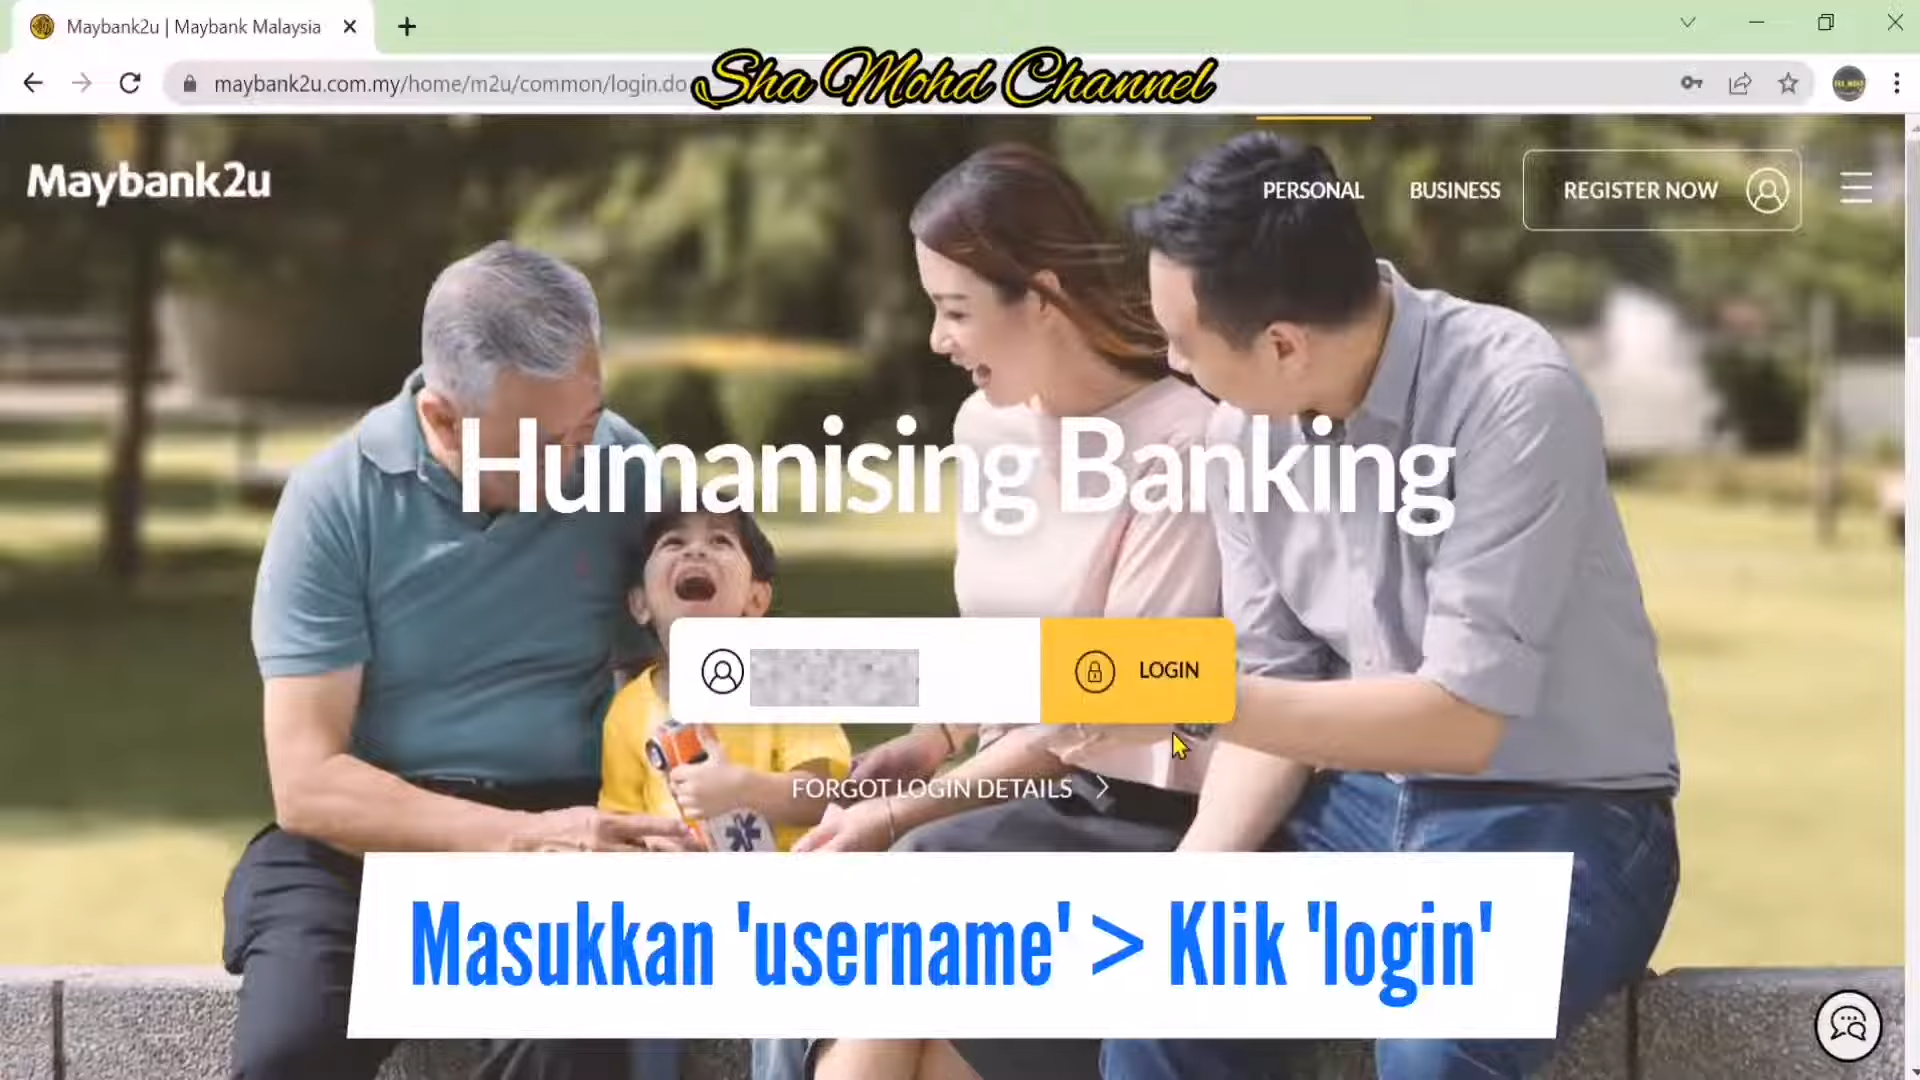 Maybank2u | Maybank Malaysia
maybank2u.com.my/home/m2u/common/login.do
Sha Mohd Channel
Maybank2u
PERSONAL
BUSINESS
REGISTER NOW
Humanising Banking
LOGIN
FORGOT LOGIN DETAILS
Masukkan 'username' > Klik 'login'